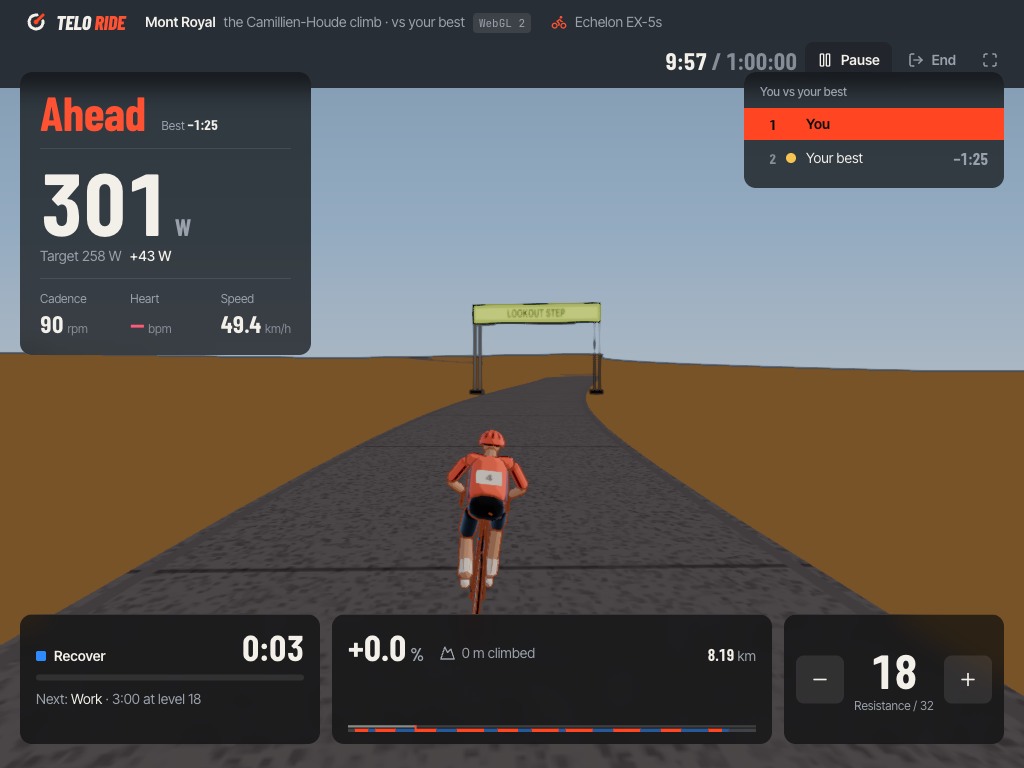 TELO RIDE Mont Royal the Camillien-Houde climb · vs your best WebGL 2 Echelon EX-5s
9:57 / 1:00:00 Pause End
Ahead Best −1:25
301 W
Target 258 W +43 W
Cadence Heart Speed
90 rpm — bpm 49.4 km/h
You vs your best
1 You
2 Your best −1:25
LOOKOUT STEP
4
Recover 0:03
Next: Work · 3:00 at level 18
+0.0 % 0 m climbed 8.19 km
− 18 +
Resistance / 32